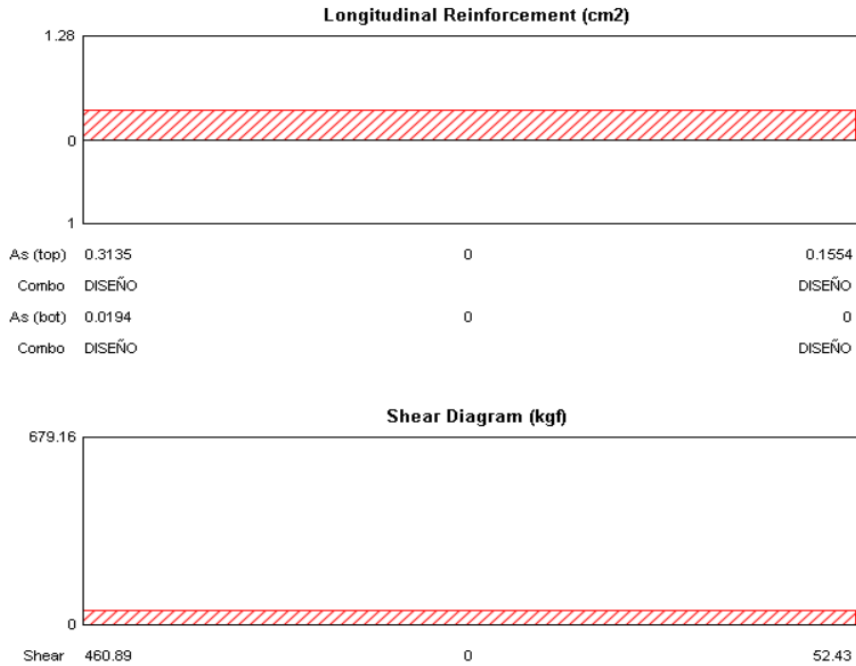 Longitudinal Reinforcement (cm2)
1.28
0
1
As (top) 0.3135 0 0.1554
Combo DISEÑO DISEÑO
As (bot) 0.0194 0 0
Combo DISEÑO DISEÑO
Shear Diagram (kgf)
679.16
0
Shear 460.89 0 52.43